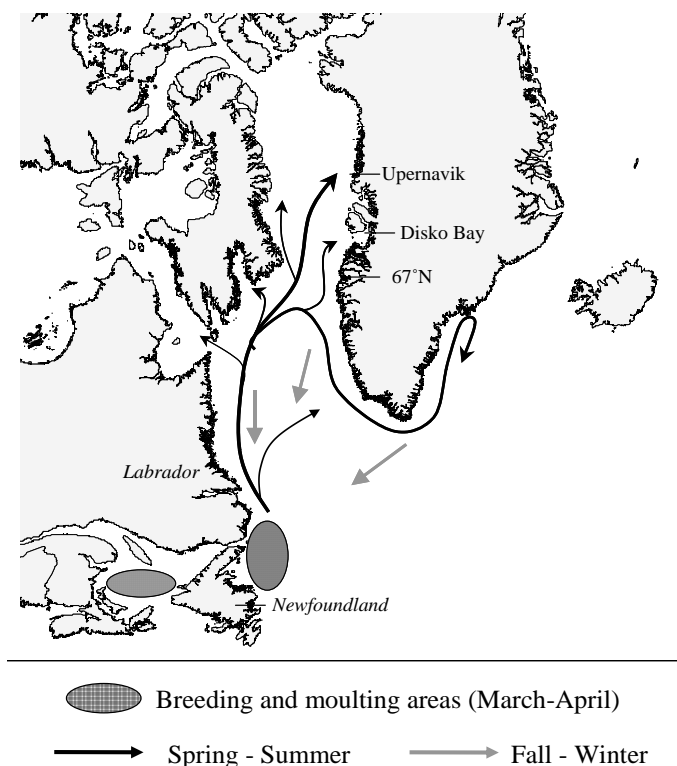 Upernavik
Disko Bay
67°N
Labrador
Newfoundland
Breeding and moulting areas (March-April)
Spring - Summer
Fall - Winter